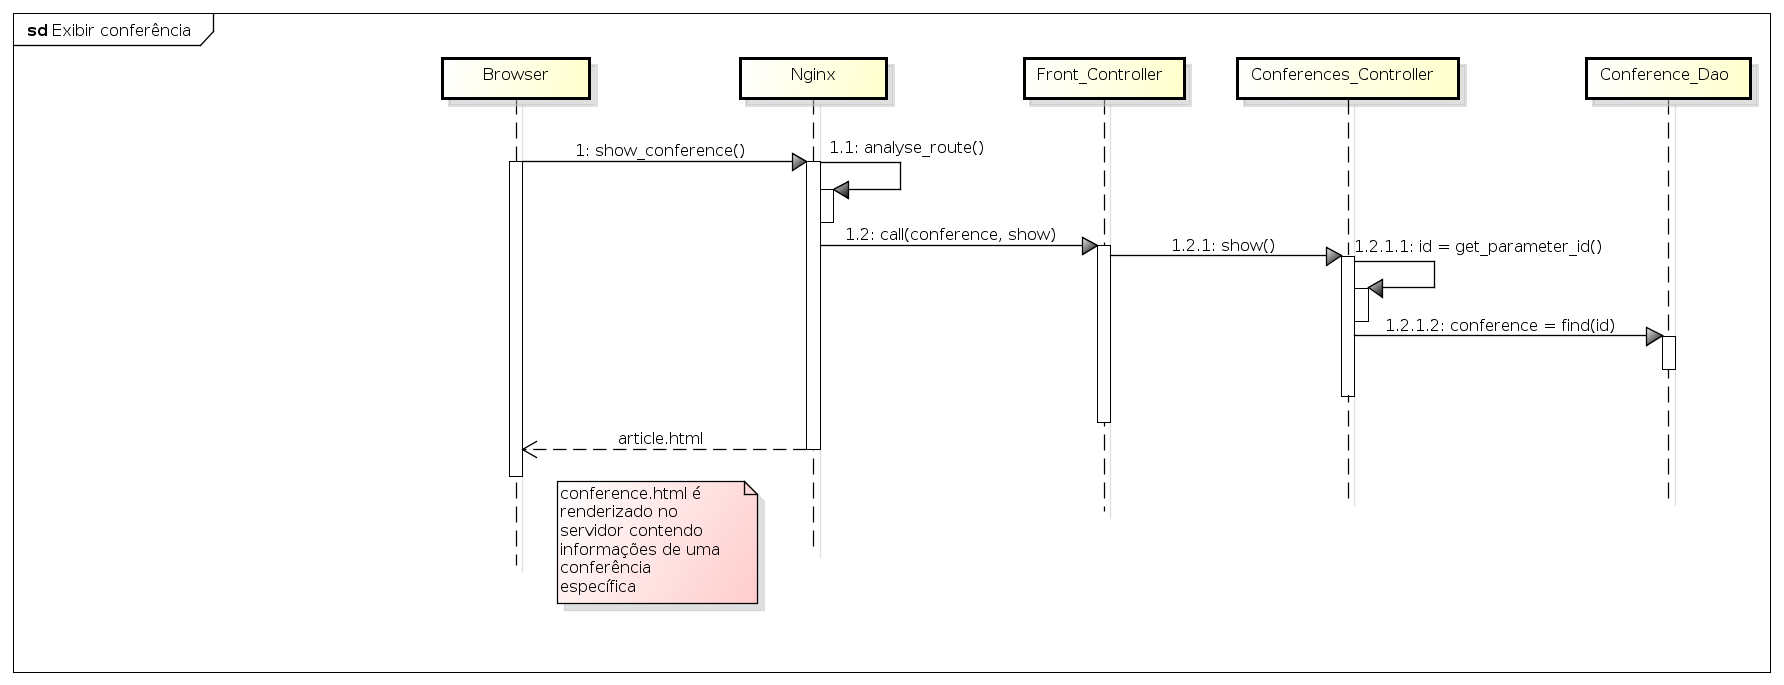 sd Exibir conferência
Browser
Nginx
Front_Controller
Conferences_Controller
Conference_Dao
1: show_conference()
1.1: analyse_route()
1.2: call(conference, show)
1.2.1: show()
1.2.1.1: id = get_parameter_id()
1.2.1.2: conference = find(id)
article.html
conference.html é
renderizado no
servidor contendo
informações de uma
conferência
específica